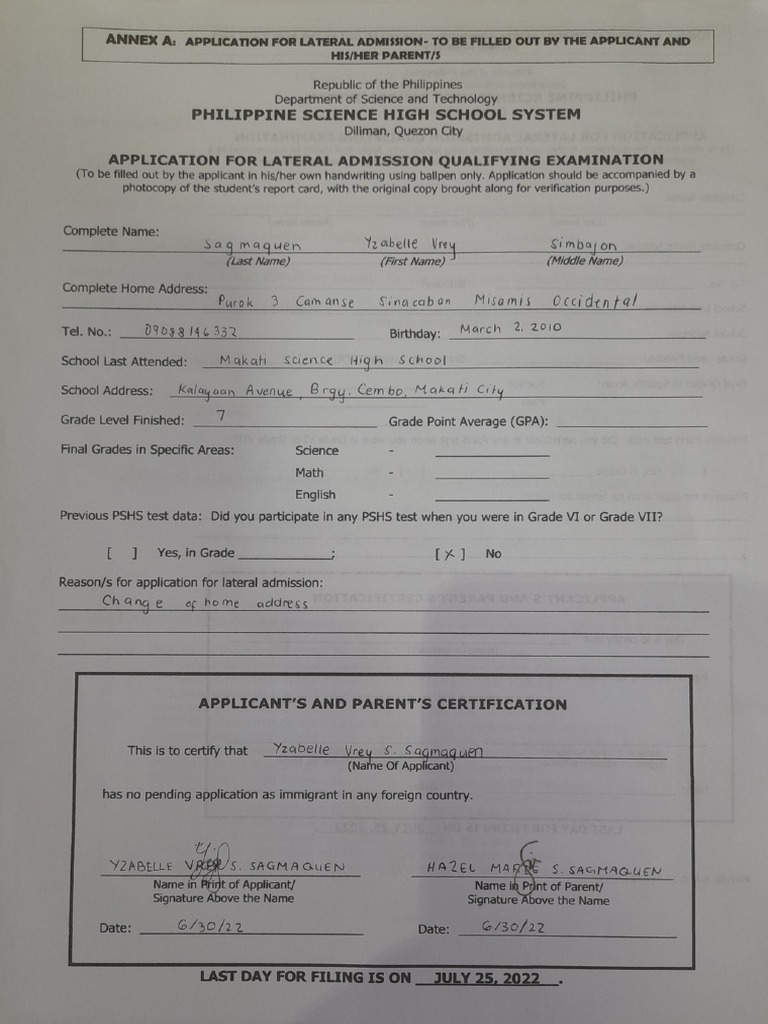 ANNEX A: APPLICATION FOR LATERAL ADMISSION- TO BE FILLED OUT BY THE APPLICANT AND
HIS/HER PARENT/S
Republic of the Philippines
Department of Science and Technology
PHILIPPINE SCIENCE HIGH SCHOOL SYSTEM
Diliman, Quezon City
APPLICATION FOR LATERAL ADMISSION QUALIFYING EXAMINATION
(To be filled out by the applicant in his/her own handwriting using ballpen only. Application should be accompanied by a
photocopy of the student's report card, with the original copy brought along for verification purposes.)
Complete Name:
Sagmaquen Yzabelle Vrey Simbajon
(Last Name) (First Name) (Middle Name)
Complete Home Address:
Purok 3 Camanse Sinacaban Misamis Occidental
Tel. No.: 09088146332 Birthday: March 2, 2010
School Last Attended: Makati Science High School
School Address: Kalayaan Avenue, Brgy. Cembo, Makati City
Grade Level Finished: 7 Grade Point Average (GPA):
Final Grades in Specific Areas: Science -
Math -
English -
Previous PSHS test data: Did you participate in any PSHS test when you were in Grade VI or Grade VII?
[ ] Yes, in Grade ; [ X ] No
Reason/s for application for lateral admission:
Change of home address
APPLICANT'S AND PARENT'S CERTIFICATION
This is to certify that Yzabelle Vrey S. Sagmaquen
(Name Of Applicant)
has no pending application as immigrant in any foreign country.
YZABELLE VREY S. SAGMAQUEN HAZEL MARIE S. SAGMAQUEN
Name in Print of Applicant/ Name in Print of Parent/
Signature Above the Name Signature Above the Name
Date: 6/30/22 Date: 6/30/22
LAST DAY FOR FILING IS ON JULY 25, 2022.